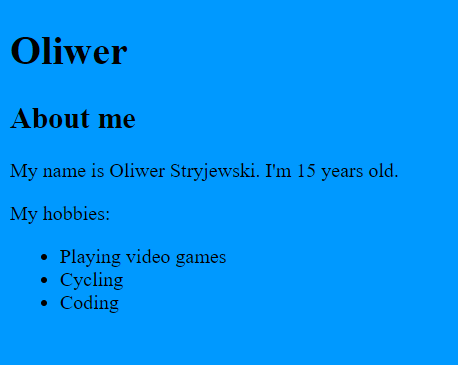 Oliwer
About me
My name is Oliwer Stryjewski. I'm 15 years old.
My hobbies:
• Playing video games
• Cycling
• Coding